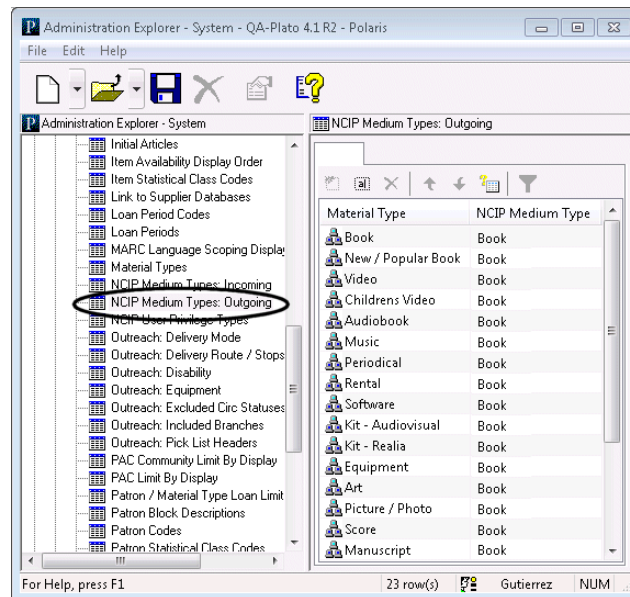 Administration Explorer - System - QA-Plato 4.1 R2 - Polaris
File Edit Help
Administration Explorer - System
Initial Articles
Item Availability Display Order
Item Statistical Class Codes
Link to Supplier Databases
Loan Period Codes
Loan Periods
MARC Language Scoping Display
Material Types
NCIP Medium Types: Incoming
NCIP Medium Types: Outgoing
NCIP User Privilege Types
Outreach: Delivery Mode
Outreach: Delivery Route / Stops
Outreach: Disability
Outreach: Equipment
Outreach: Excluded Circ Statuses
Outreach: Included Branches
Outreach: Pick List Headers
PAC Community Limit By Display
PAC Limit By Display
Patron / Material Type Loan Limit
Patron Block Descriptions
Patron Codes
Patron Statistical Class Codes
NCIP Medium Types: Outgoing
Material Type NCIP Medium Type
Book Book
New / Popular Book Book
Video Book
Childrens Video Book
Audiobook Book
Music Book
Periodical Book
Rental Book
Software Book
Kit - Audiovisual Book
Kit - Realia Book
Equipment Book
Art Book
Picture / Photo Book
Score Book
Manuscript Book
For Help, press F1 23 row(s) Gutierrez NUM